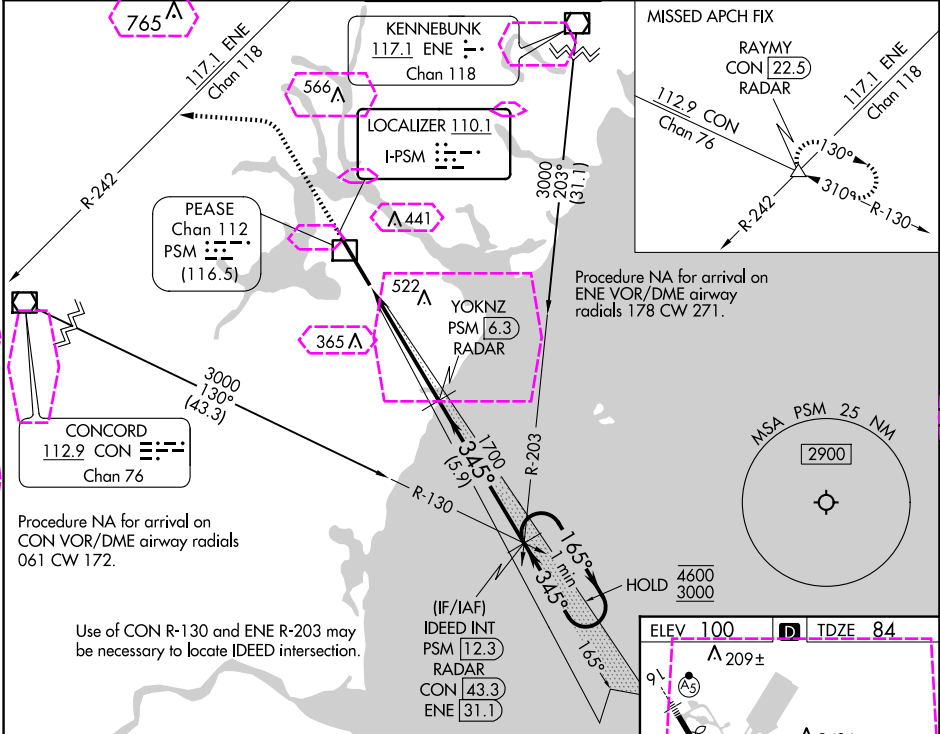 765
117.1 ENE
Chan 118
R-242
KENNEBUNK
117.1 ENE
Chan 118
566
LOCALIZER 110.1
I-PSM
3000
203°
(31.1)
R-203
MISSED APCH FIX
RAYMY
CON 22.5
RADAR
117.1 ENE
Chan 118
112.9 CON
Chan 76
130°
310°
R-130
R-242
PEASE
Chan 112
PSM
(116.5)
441
522
YOKNZ
PSM 6.3
RADAR
365
Procedure NA for arrival on
ENE VOR/DME airway
radials 178 CW 271.
3000
130°
(43.3)
R-130
CONCORD
112.9 CON
Chan 76
Procedure NA for arrival on
CON VOR/DME airway radials
061 CW 172.
1700
345°
(5.9)
MSA PSM 25 NM
2900
165°
1 min
345°
HOLD 4600
3000
165°
(IF/IAF)
IDEED INT
PSM 12.3
RADAR
CON 43.3
ENE 31.1
Use of CON R-130 and ENE R-203 may
be necessary to locate IDEED intersection.
ELEV 100 D TDZE 84
209±
16
A5